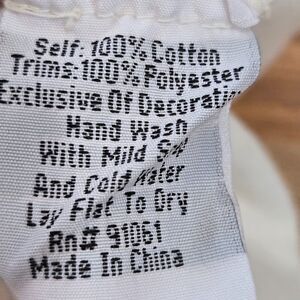 Self: 100% Cotton
Trims: 100% Polyester
Exclusive Of Decoration
Hand Wash
With Mild
And Cold Water
Lay Flat To Dry
Rn# 91061
Made In China